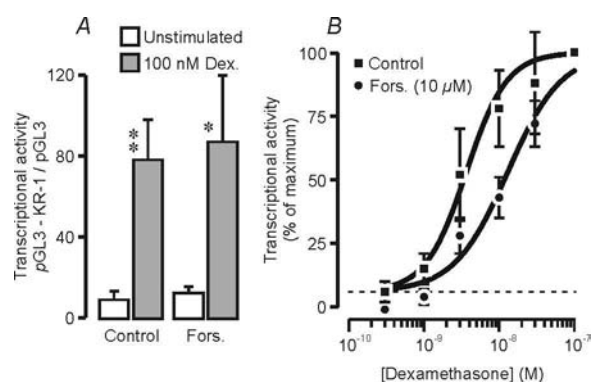 A
Unstimulated
100 nM Dex.
Transcriptional activity
pGL3 - KR-1 / pGL3
120
80
40
0
**
*
Control
Fors.
B
Control
Fors. (10 µM)
Transcriptional activity
(% of maximum)
100
75
50
25
0
10⁻¹⁰
10⁻⁹
10⁻⁸
10⁻⁷
[Dexamethasone] (M)